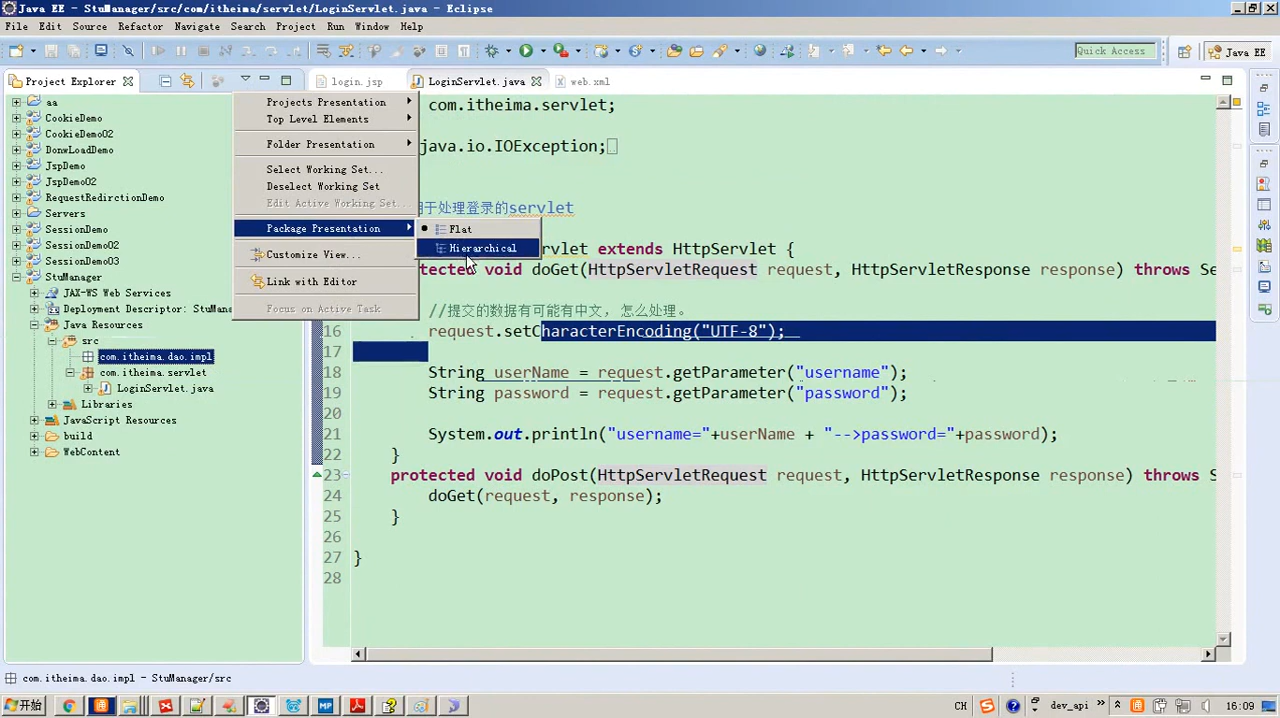 Java EE - StuManager/src/com/itheima/servlet/LoginServlet.java - Eclipse
File Edit Source Refactor Navigate Search Project Run Window Help
Quick Access
Java EE
Project Explorer
login.jsp
LoginServlet.java
web.xml
aa
CookieDemo
CookieDemo02
DonwLoadDemo
JspDemo
JspDemo02
RequestRedirctionDemo
Servers
SessionDemo
SessionDemo02
SessionDemo03
StuManager
JAX-WS Web Services
Deployment Descriptor: StuMana
Java Resources
src
com.itheima.dao.impl
com.itheima.servlet
LoginServlet.java
Libraries
JavaScript Resources
build
WebContent
Projects Presentation
Top Level Elements
Folder Presentation
Select Working Set...
Deselect Working Set
Edit Active Working Set...
Package Presentation
Customize View...
Link with Editor
Focus on Active Task
Flat
Hierarchical
com.itheima.servlet;
java.io.IOException;
于处理登录的servlet
rvlet extends HttpServlet {
tected void doGet(HttpServletRequest request, HttpServletResponse response) throws Se
//提交的数据有可能有中文， 怎么处理。
16 request.setCharacterEncoding("UTF-8");
17
18 String userName = request.getParameter("username");
19 String password = request.getParameter("password");
20
21 System.out.println("username="+userName + "-->password="+password);
22 }
23 protected void doPost(HttpServletRequest request, HttpServletResponse response) throws S
24 doGet(request, response);
25 }
26
27 }
28
com.itheima.dao.impl - StuManager/src
开始
CH
dev_api
16:09